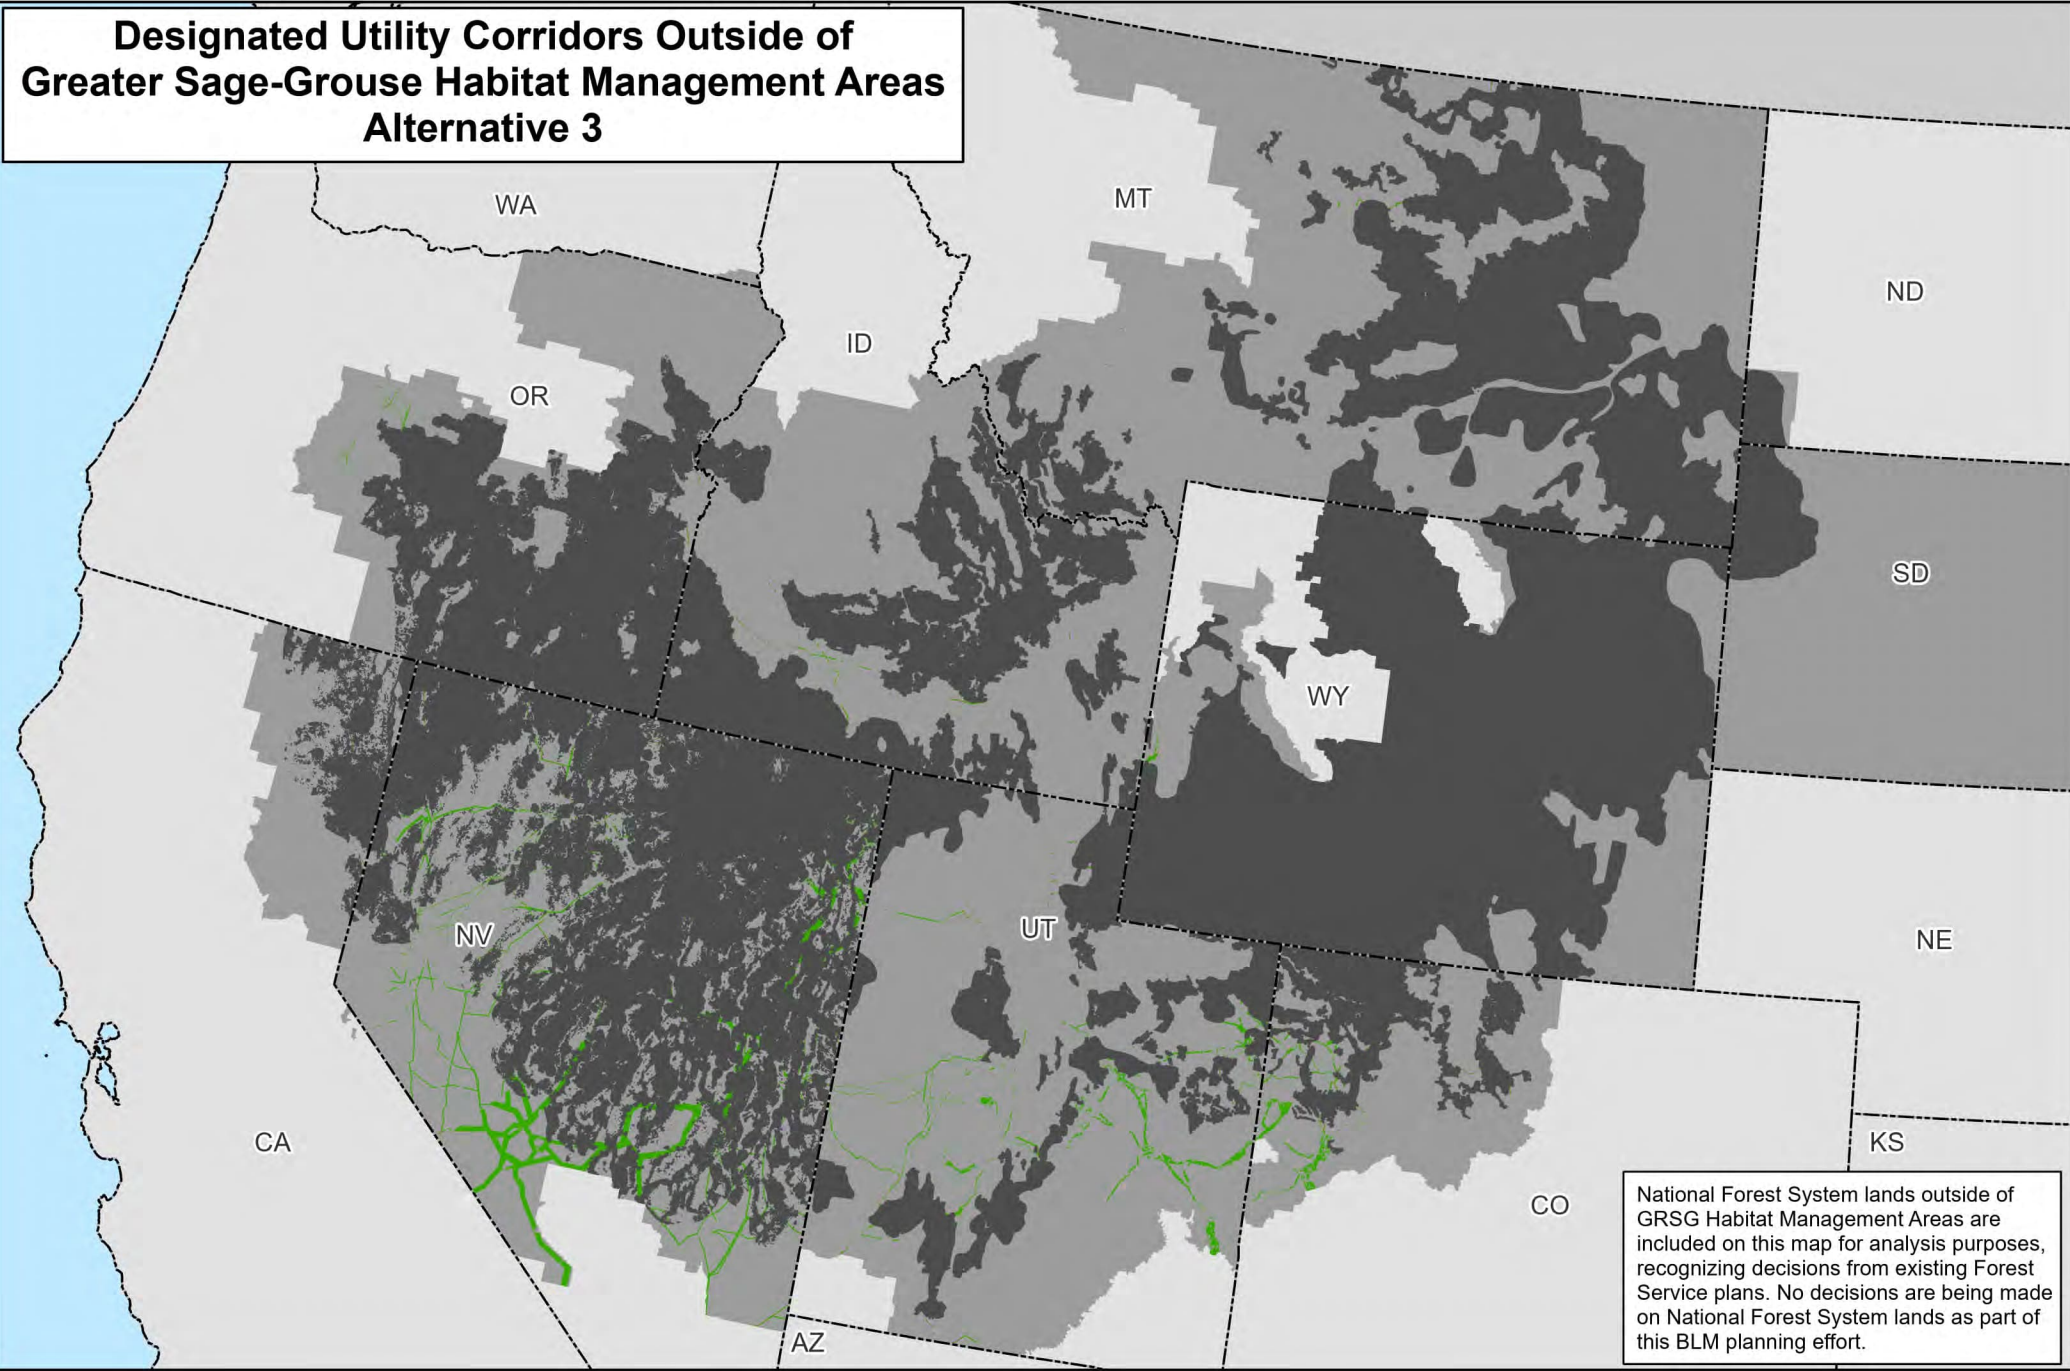 Designated Utility Corridors Outside of
Greater Sage-Grouse Habitat Management Areas
Alternative 3
WA
MT
ND
ID
OR
SD
WY
NV
UT
NE
CA
KS
CO
AZ
National Forest System lands outside of
GRSG Habitat Management Areas are
included on this map for analysis purposes,
recognizing decisions from existing Forest
Service plans. No decisions are being made
on National Forest System lands as part of
this BLM planning effort.